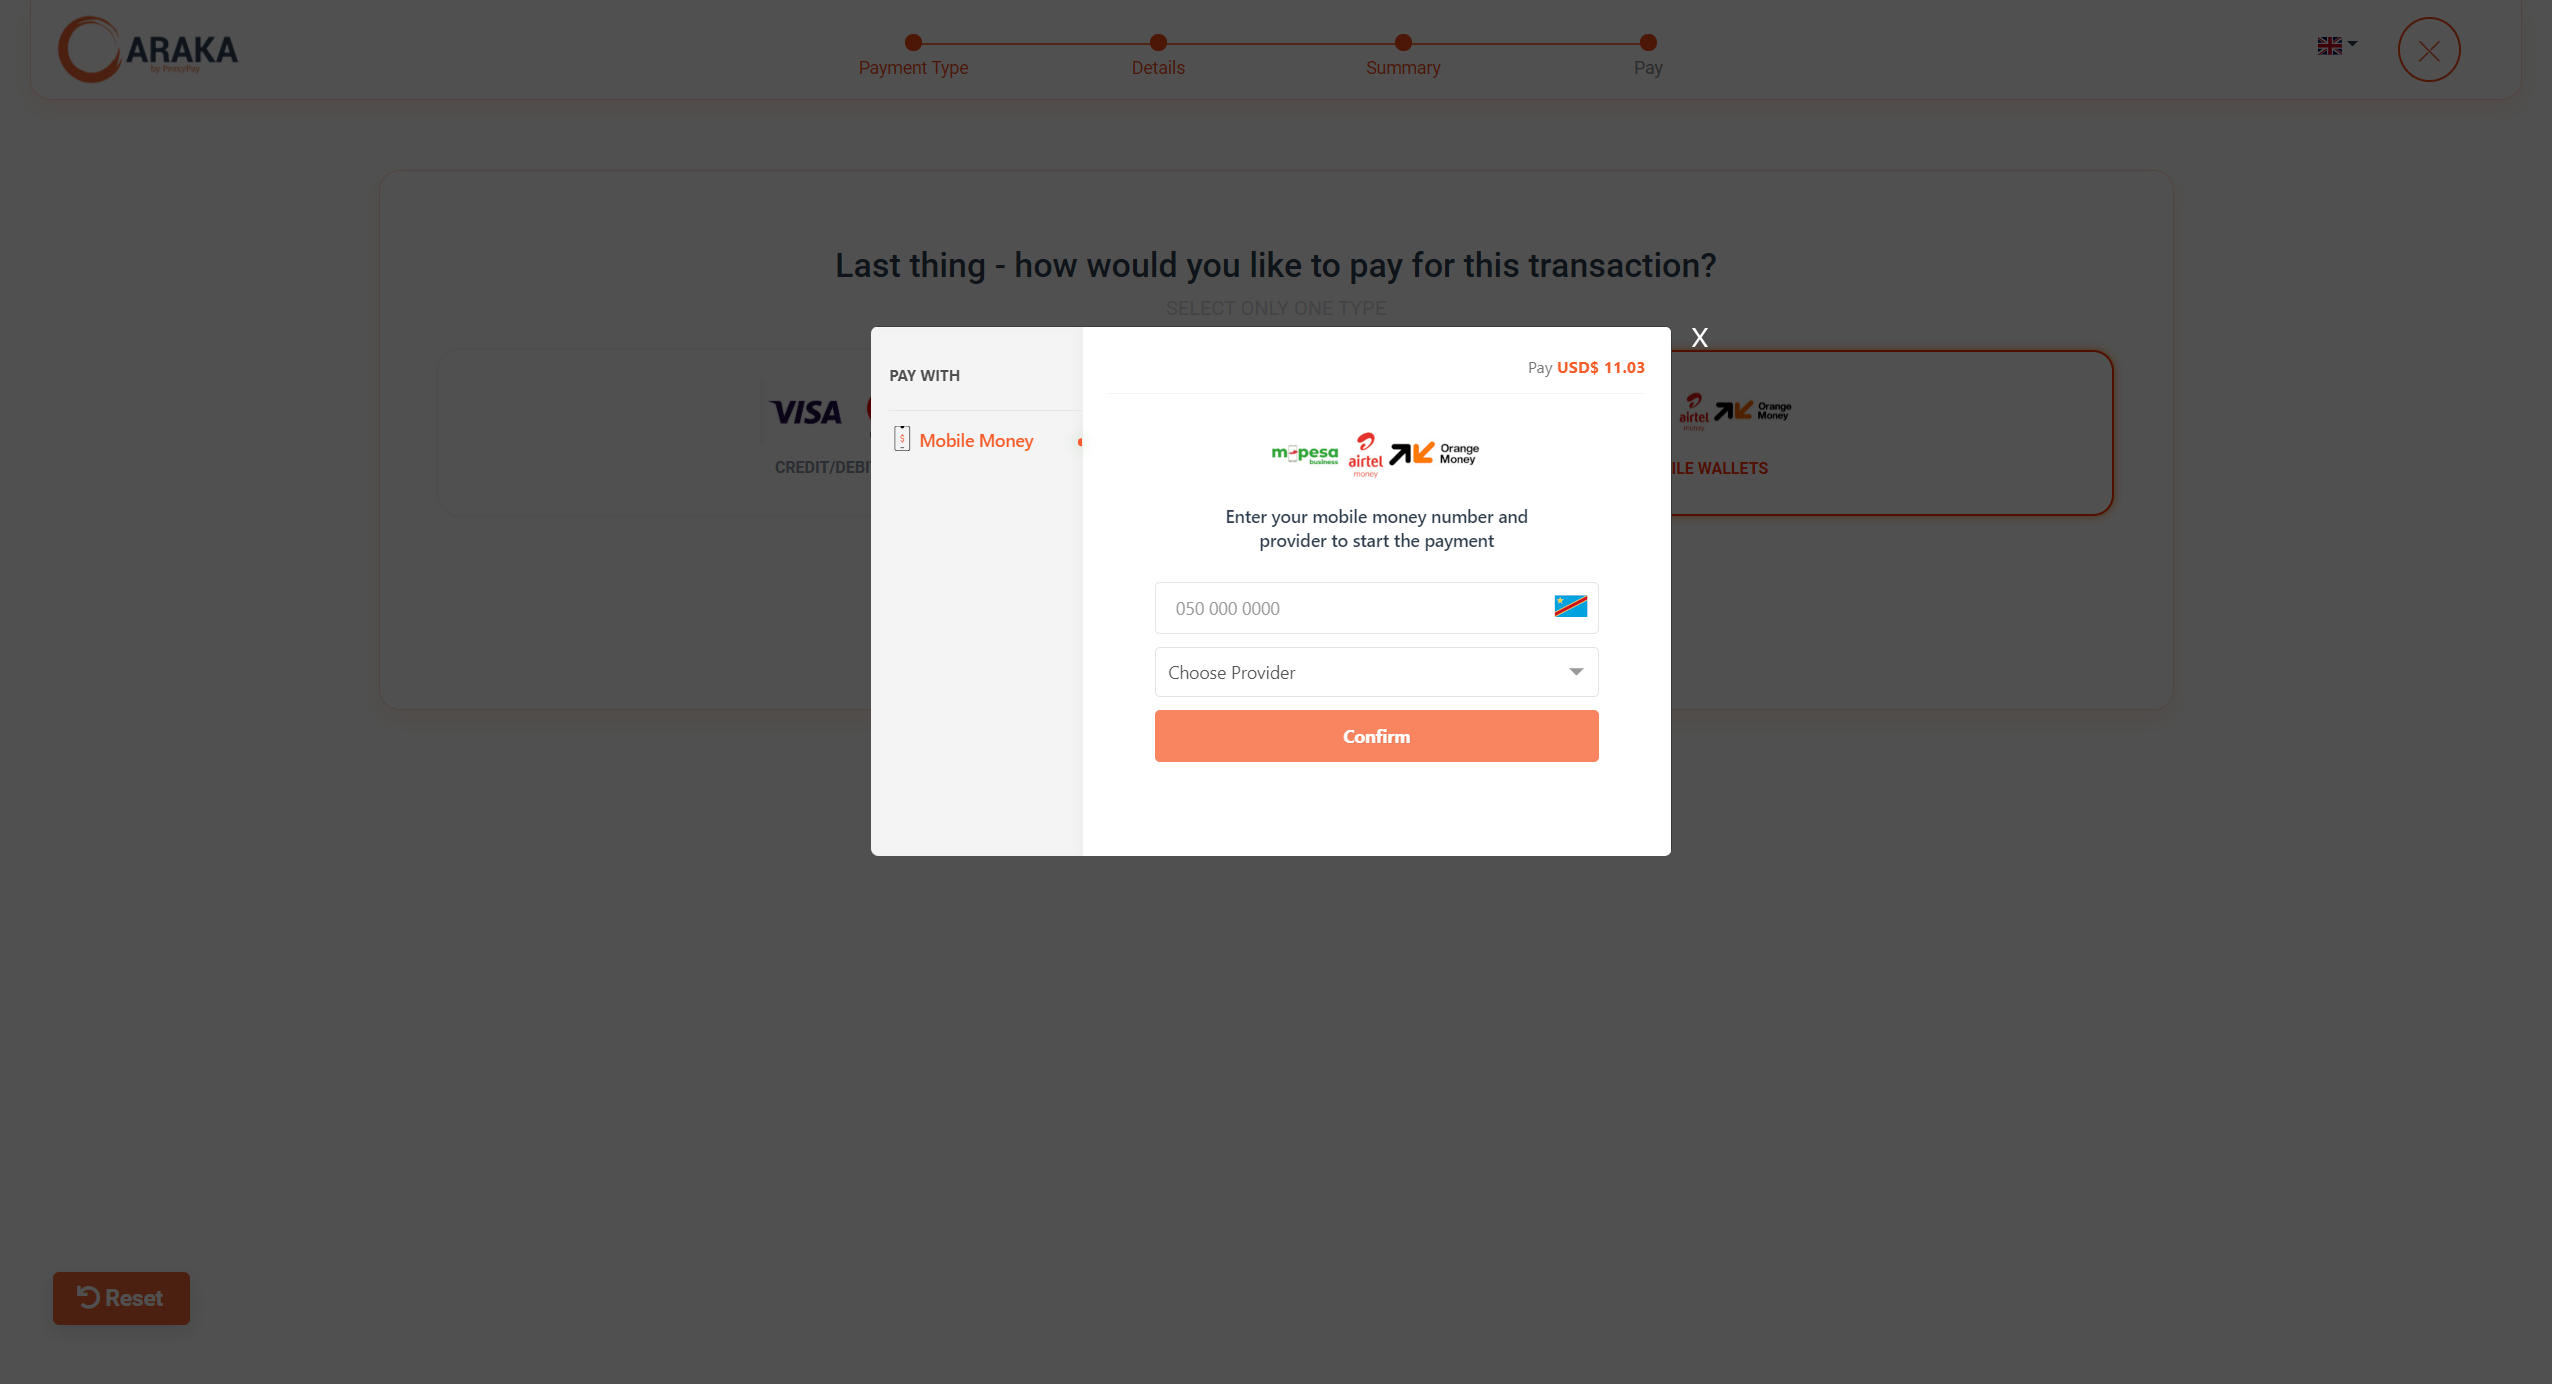 ARAKA
by ProxyPay
Payment Type
Details
Summary
Pay
Last thing - how would you like to pay for this transaction?
SELECT ONLY ONE TYPE
X
PAY WITH
Pay USD$ 11.03
VISA
airtel
money
Orange
Money
Mobile Money
m pesa
business
airtel
money
Orange
Money
CREDIT/DEBI
ILE WALLETS
Enter your mobile money number and
provider to start the payment
050 000 0000
Choose Provider
Confirm
Reset